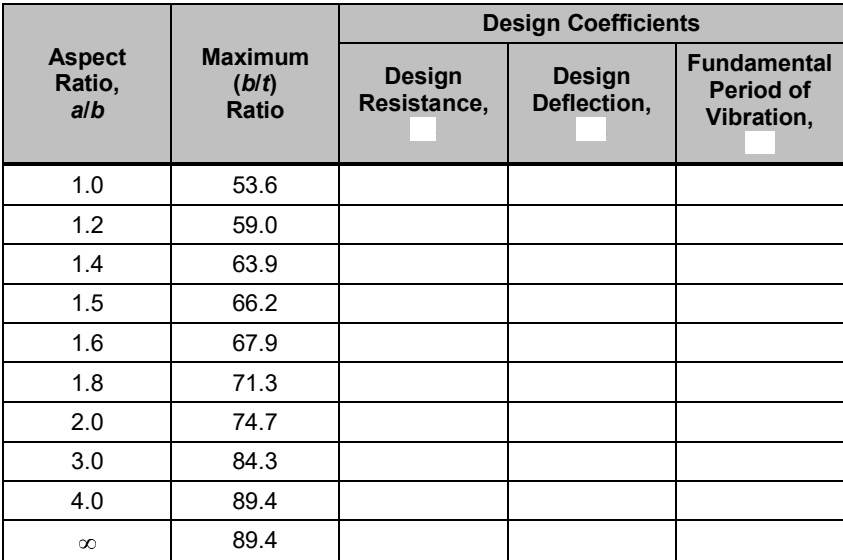 Aspect
Ratio,
a/b
Maximum
(b/t)
Ratio
Design Coefficients
Design
Resistance,
Design
Deflection,
Fundamental
Period of
Vibration,
1.0 53.6
1.2 59.0
1.4 63.9
1.5 66.2
1.6 67.9
1.8 71.3
2.0 74.7
3.0 84.3
4.0 89.4
∞ 89.4